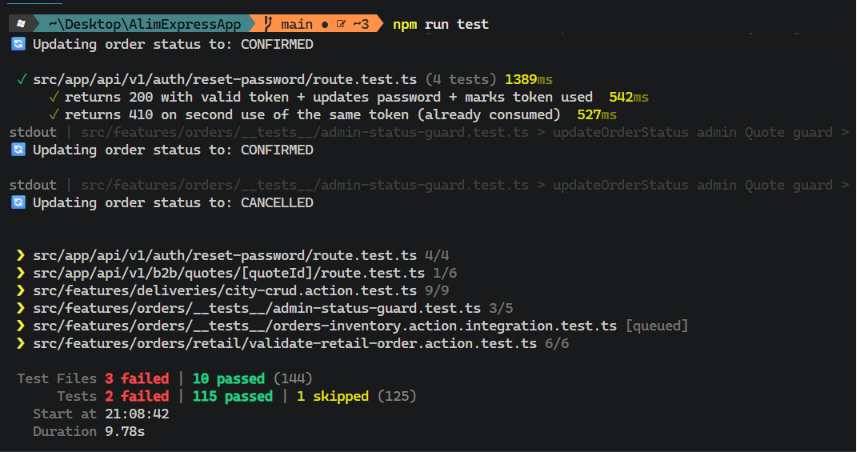 ~\Desktop\AlimExpressApp main ● ~3 npm run test
Updating order status to: CONFIRMED
✓ src/app/api/v1/auth/reset-password/route.test.ts (4 tests) 1389ms
✓ returns 200 with valid token + updates password + marks token used 542ms
✓ returns 410 on second use of the same token (already consumed) 527ms
stdout | src/features/orders/__tests__/admin-status-guard.test.ts > updateOrderStatus admin Quote guard >
Updating order status to: CONFIRMED
stdout | src/features/orders/__tests__/admin-status-guard.test.ts > updateOrderStatus admin Quote guard >
Updating order status to: CANCELLED
❯ src/app/api/v1/auth/reset-password/route.test.ts 4/4
❯ src/app/api/v1/b2b/quotes/[quoteId]/route.test.ts 1/6
❯ src/features/deliveries/city-crud.action.test.ts 9/9
❯ src/features/orders/__tests__/admin-status-guard.test.ts 3/5
❯ src/features/orders/__tests__/orders-inventory.action.integration.test.ts [queued]
❯ src/features/orders/retail/validate-retail-order.action.test.ts 6/6
Test Files 3 failed | 10 passed (144)
Tests 2 failed | 115 passed | 1 skipped (125)
Start at 21:08:42
Duration 9.78s